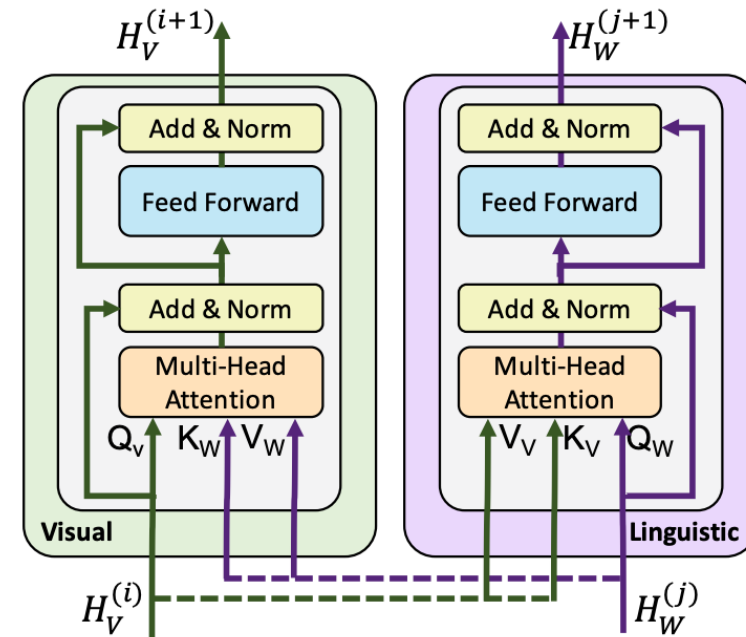 H_V^{(i+1)}
Add & Norm
Feed Forward
Add & Norm
Multi-Head
Attention
Q_v K_W V_W
Visual
H_V^{(i)}
H_W^{(j+1)}
Add & Norm
Feed Forward
Add & Norm
Multi-Head
Attention
V_V K_V Q_W
Linguistic
H_W^{(j)}